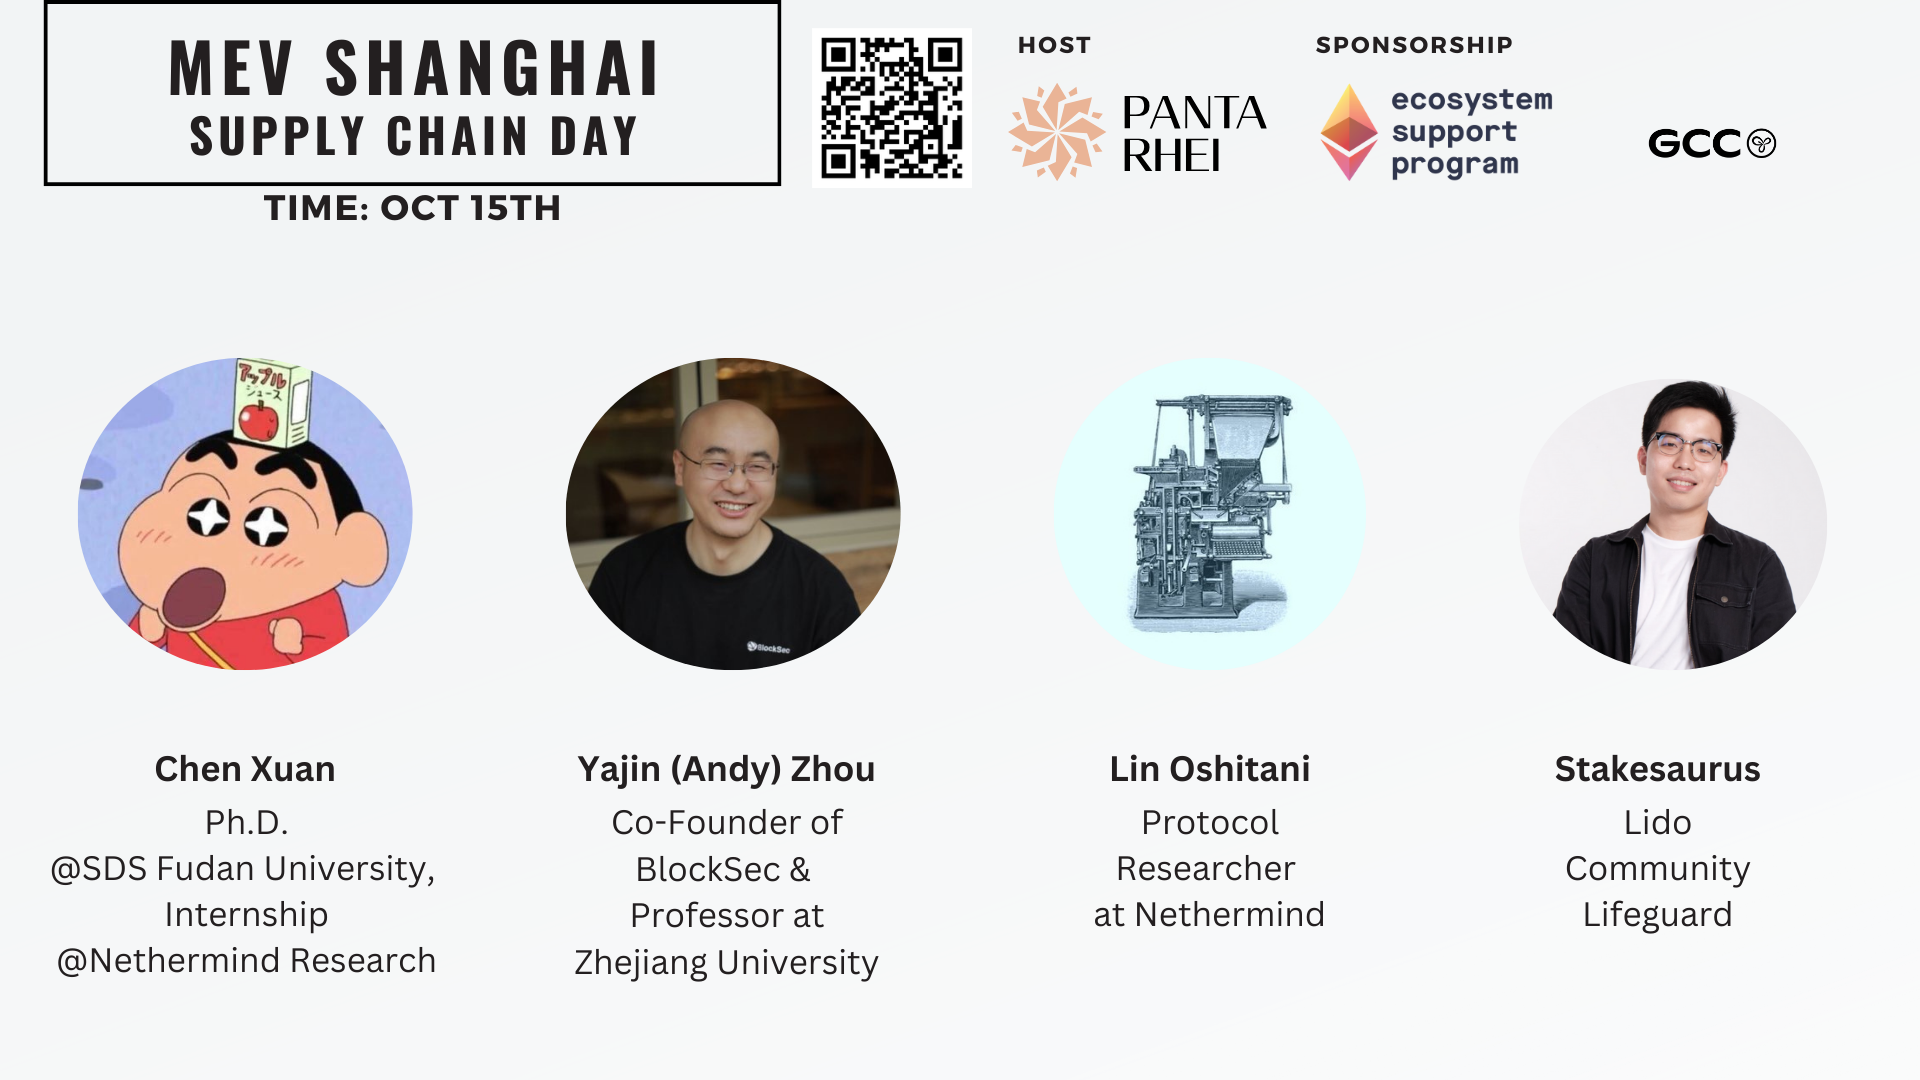 MEV SHANGHAI
SUPPLY CHAIN DAY
TIME: OCT 15TH
HOST
PANTA
RHEI
SPONSORSHIP
ecosystem
support
program
GCC
アップル
ジュース
BlockSec
Chen Xuan
Ph.D.
@SDS Fudan University,
Internship
@Nethermind Research
Yajin (Andy) Zhou
Co-Founder of
BlockSec &
Professor at
Zhejiang University
Lin Oshitani
Protocol
Researcher
at Nethermind
Stakesaurus
Lido
Community
Lifeguard